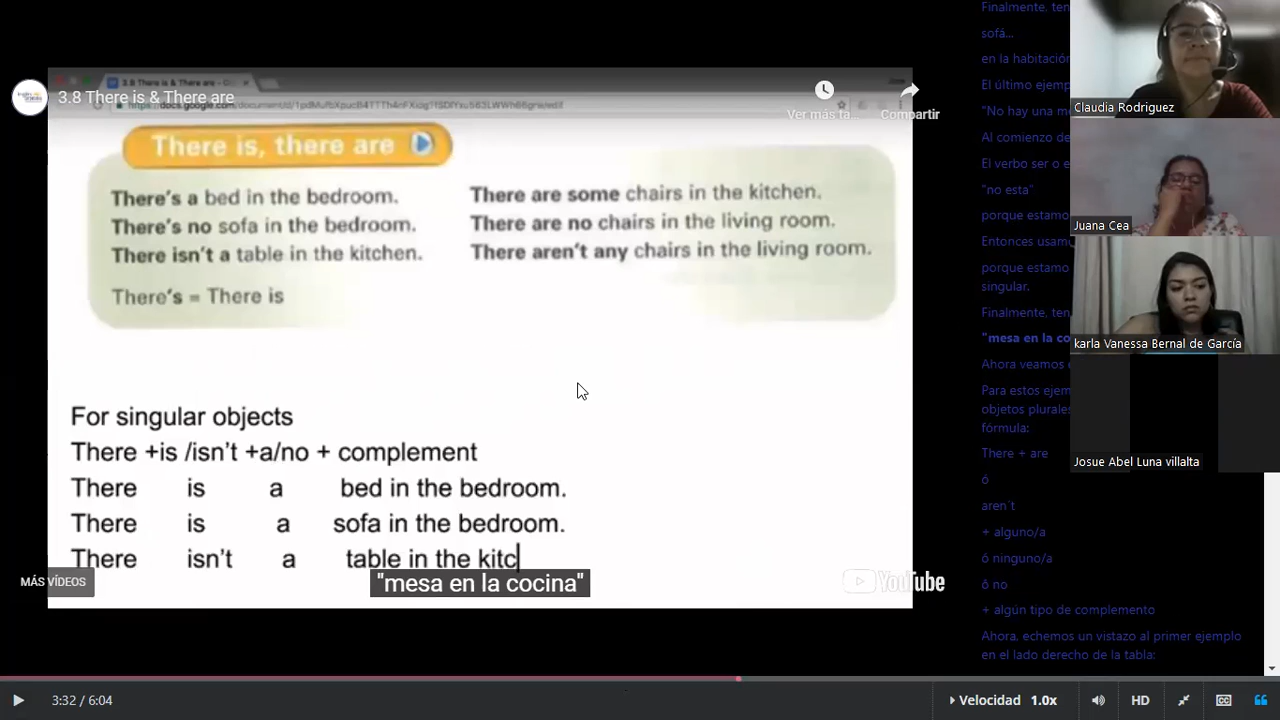 3.8 There is & There are
3.8 There is & There are
Ver más ta...
Compartir
There is, there are
There's a bed in the bedroom.
There's no sofa in the bedroom.
There isn't a table in the kitchen.
There's = There is
There are some chairs in the kitchen.
There are no chairs in the living room.
There aren't any chairs in the living room.
For singular objects
There +is /isn't +a/no + complement
There is a bed in the bedroom.
There is a sofa in the bedroom.
There isn't a table in the kitc
MÁS VÍDEOS
"mesa en la cocina"
YouTube
Finalmente, ten
sofá...
en la habitación
El último ejemp
"No hay una me
Al comienzo de
El verbo ser o e
"no esta"
porque estamo
Entonces usamo
porque estamo
singular.
Finalmente, ten
"mesa en la co
Ahora veamos
Para estos ejem
objetos plurales
fórmula:
There + are
ó
aren´t
+ alguno/a
ó ninguno/a
ó no
+ algún tipo de complemento
Ahora, echemos un vistazo al primer ejemplo
en el lado derecho de la tabla:
Claudia Rodriguez
Juana Cea
karla Vanessa Bernal de García
Josue Abel Luna villalta
3:32 / 6:04
Velocidad 1.0x
HD
CC